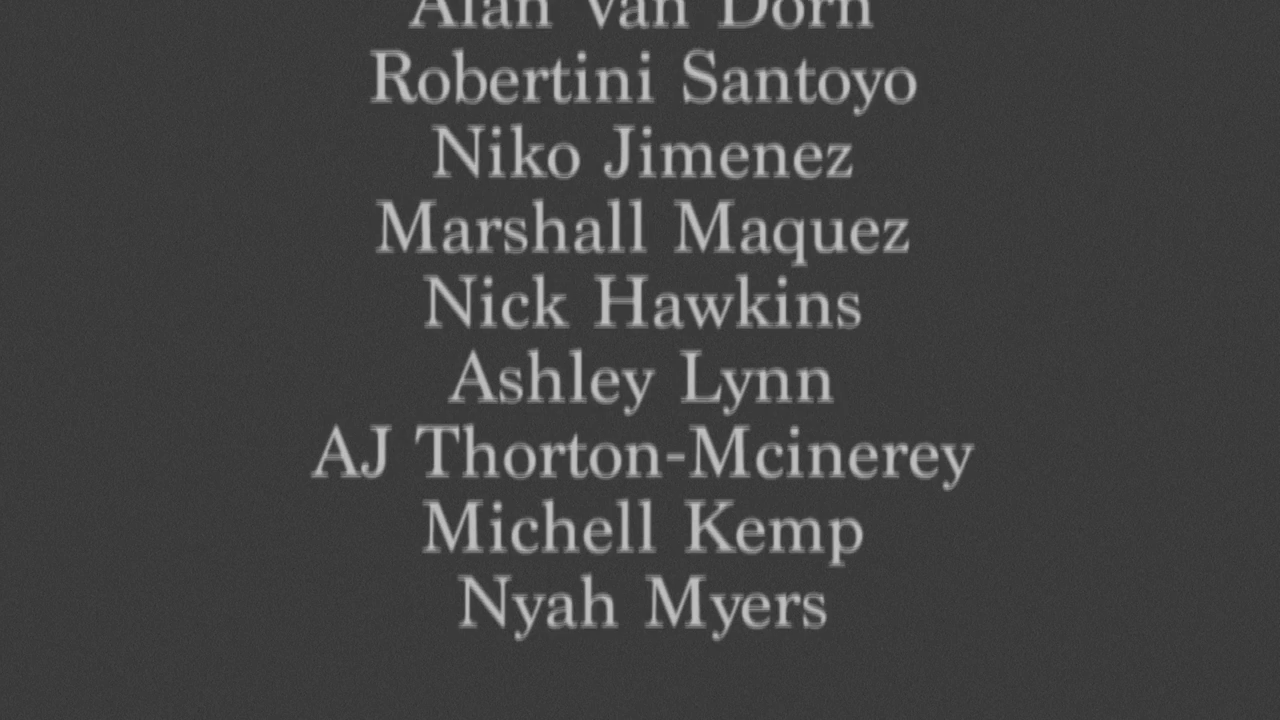 Alan Van Dorn
Robertini Santoyo
Niko Jimenez
Marshall Maquez
Nick Hawkins
Ashley Lynn
AJ Thorton-Mcinerey
Michell Kemp
Nyah Myers